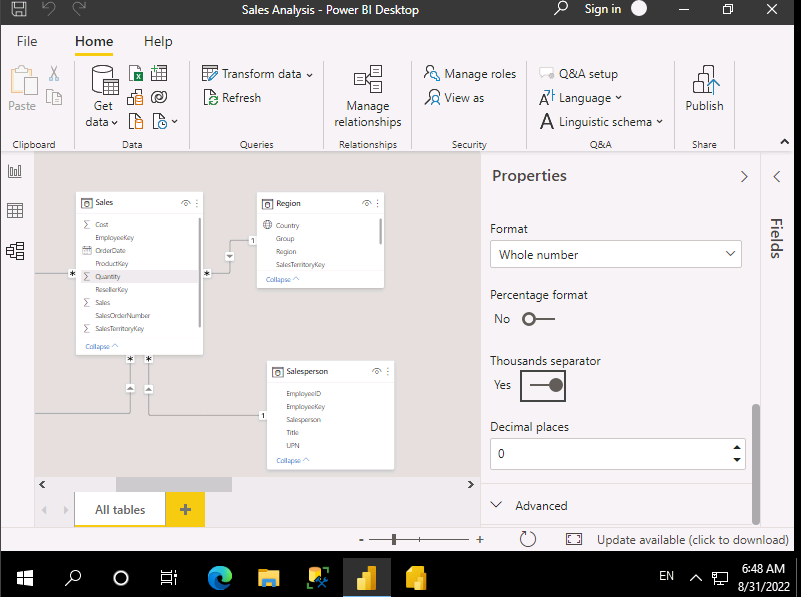 Sales Analysis - Power BI Desktop
Sign in
File
Home
Help
Paste
Get
data
Transform data
Refresh
Manage
relationships
Manage roles
View as
Q&A setup
Language
Linguistic schema
Publish
Clipboard
Data
Queries
Relationships
Security
Q&A
Share
Sales
Cost
EmployeeKey
OrderDate
ProductKey
Quantity
ResellerKey
Sales
SalesOrderNumber
SalesTerritoryKey
Collapse
Region
Country
Group
Region
SalesTerritoryKey
Collapse
1
*
*
*
*
Salesperson
EmployeeID
EmployeeKey
Salesperson
Title
UPN
Collapse
1
Properties
Format
Whole number
Percentage format
No
Thousands separator
Yes
Decimal places
0
Advanced
Fields
All tables
+
- +
Update available (click to download)
EN
6:48 AM
8/31/2022